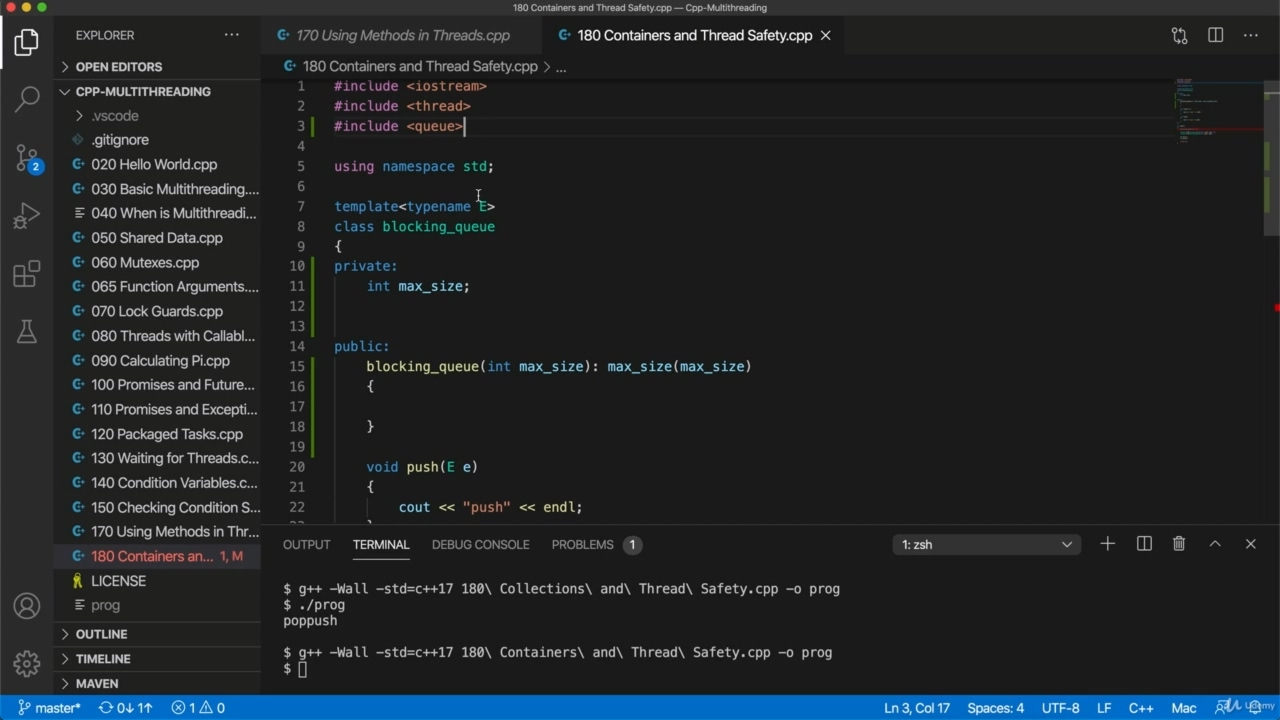 180 Containers and Thread Safety.cpp — Cpp-Multithreading
EXPLORER
170 Using Methods in Threads.cpp
180 Containers and Thread Safety.cpp
OPEN EDITORS
180 Containers and Thread Safety.cpp > ...
CPP-MULTITHREADING
.vscode
.gitignore
020 Hello World.cpp
030 Basic Multithreading....
040 When is Multithreadi...
050 Shared Data.cpp
060 Mutexes.cpp
065 Function Arguments....
070 Lock Guards.cpp
080 Threads with Callabl...
090 Calculating Pi.cpp
100 Promises and Future...
110 Promises and Excepti...
120 Packaged Tasks.cpp
130 Waiting for Threads.c...
140 Condition Variables.c...
150 Checking Condition S...
170 Using Methods in Thr...
180 Containers an... 1, M
LICENSE
prog
OUTLINE
TIMELINE
MAVEN
2
1 #include <iostream>
2 #include <thread>
3 #include <queue>
4
5 using namespace std;
6
7 template<typename E>
8 class blocking_queue
9 {
10 private:
11 int max_size;
12
13
14 public:
15 blocking_queue(int max_size): max_size(max_size)
16 {
17
18 }
19
20 void push(E e)
21 {
22 cout << "push" << endl;
OUTPUT TERMINAL DEBUG CONSOLE PROBLEMS 1
1: zsh
$ g++ -Wall -std=c++17 180\ Collections\ and\ Thread\ Safety.cpp -o prog
$ ./prog
poppush
$ g++ -Wall -std=c++17 180\ Containers\ and\ Thread\ Safety.cpp -o prog
$
master* 0↓ 1↑ 1 0
Ln 3, Col 17 Spaces: 4 UTF-8 LF C++ Mac
Udemy